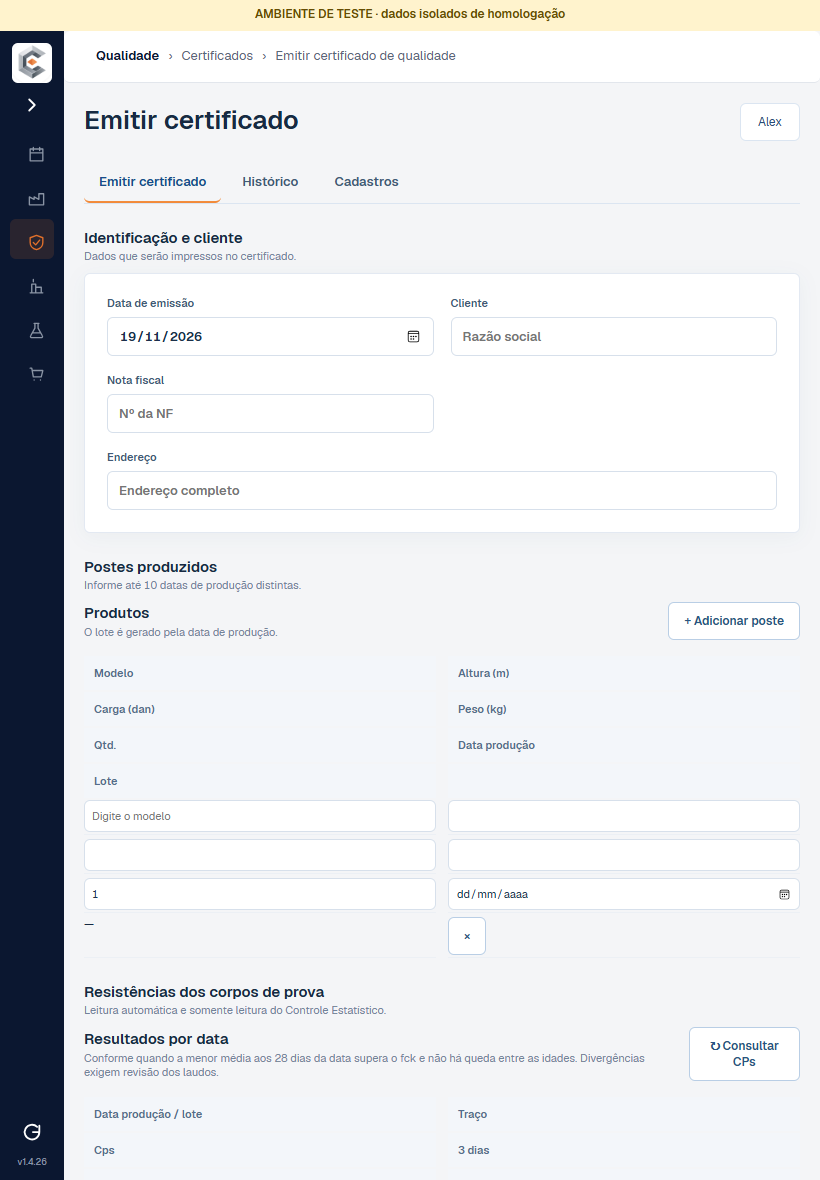 AMBIENTE DE TESTE · dados isolados de homologação
Qualidade › Certificados › Emitir certificado de qualidade
Emitir certificado
Alex
Emitir certificado Histórico Cadastros
Identificação e cliente
Dados que serão impressos no certificado.
Data de emissão Cliente
19/11/2026 Razão social
Nota fiscal
Nº da NF
Endereço
Endereço completo
Postes produzidos
Informe até 10 datas de produção distintas.
Produtos
O lote é gerado pela data de produção.
+ Adicionar poste
Modelo Altura (m)
Carga (dan) Peso (kg)
Qtd. Data produção
Lote
Digite o modelo
1 dd/mm/aaaa
— ×
Resistências dos corpos de prova
Leitura automática e somente leitura do Controle Estatístico.
Resultados por data
Conforme quando a menor média aos 28 dias da data supera o fck e não há queda entre as idades. Divergências
exigem revisão dos laudos.
↻ Consultar
CPs
Data produção / lote Traço
Cps 3 dias
v1.4.26